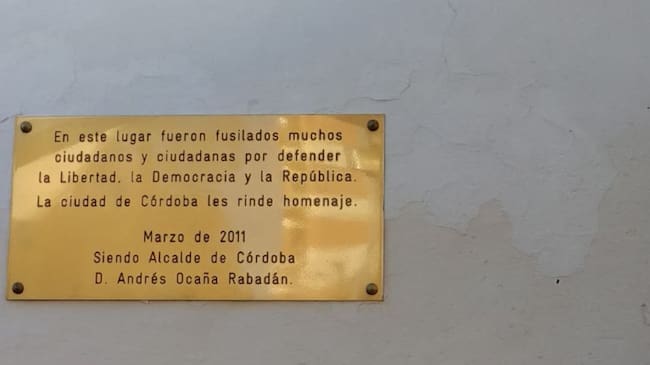 En este lugar fueron fusilados muchos
ciudadanos y ciudadanas por defender
la Libertad, la Democracia y la República.
La ciudad de Córdoba les rinde homenaje.
Marzo de 2011
Siendo Alcalde de Córdoba
D. Andrés Ocaña Rabadán.